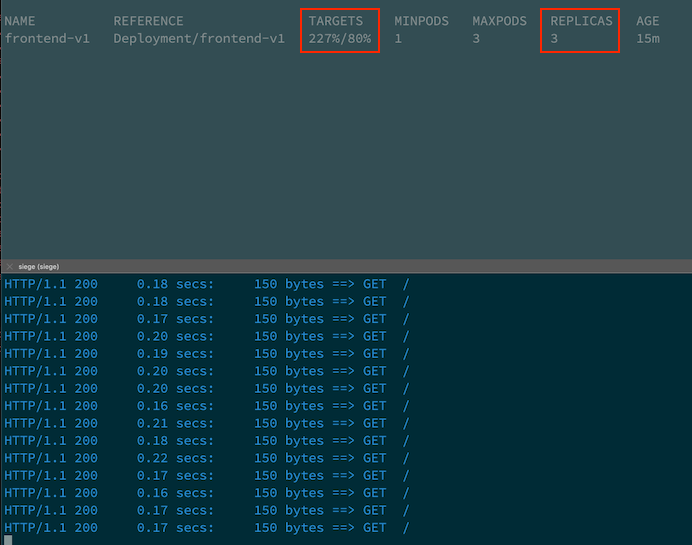 NAME REFERENCE TARGETS MINPODS MAXPODS REPLICAS AGE
frontend-v1 Deployment/frontend-v1 227%/80% 1 3 3 15m
siege (siege)
HTTP/1.1 200 0.18 secs: 150 bytes ==> GET /
HTTP/1.1 200 0.18 secs: 150 bytes ==> GET /
HTTP/1.1 200 0.17 secs: 150 bytes ==> GET /
HTTP/1.1 200 0.20 secs: 150 bytes ==> GET /
HTTP/1.1 200 0.19 secs: 150 bytes ==> GET /
HTTP/1.1 200 0.20 secs: 150 bytes ==> GET /
HTTP/1.1 200 0.20 secs: 150 bytes ==> GET /
HTTP/1.1 200 0.16 secs: 150 bytes ==> GET /
HTTP/1.1 200 0.21 secs: 150 bytes ==> GET /
HTTP/1.1 200 0.18 secs: 150 bytes ==> GET /
HTTP/1.1 200 0.22 secs: 150 bytes ==> GET /
HTTP/1.1 200 0.17 secs: 150 bytes ==> GET /
HTTP/1.1 200 0.16 secs: 150 bytes ==> GET /
HTTP/1.1 200 0.17 secs: 150 bytes ==> GET /
HTTP/1.1 200 0.17 secs: 150 bytes ==> GET /